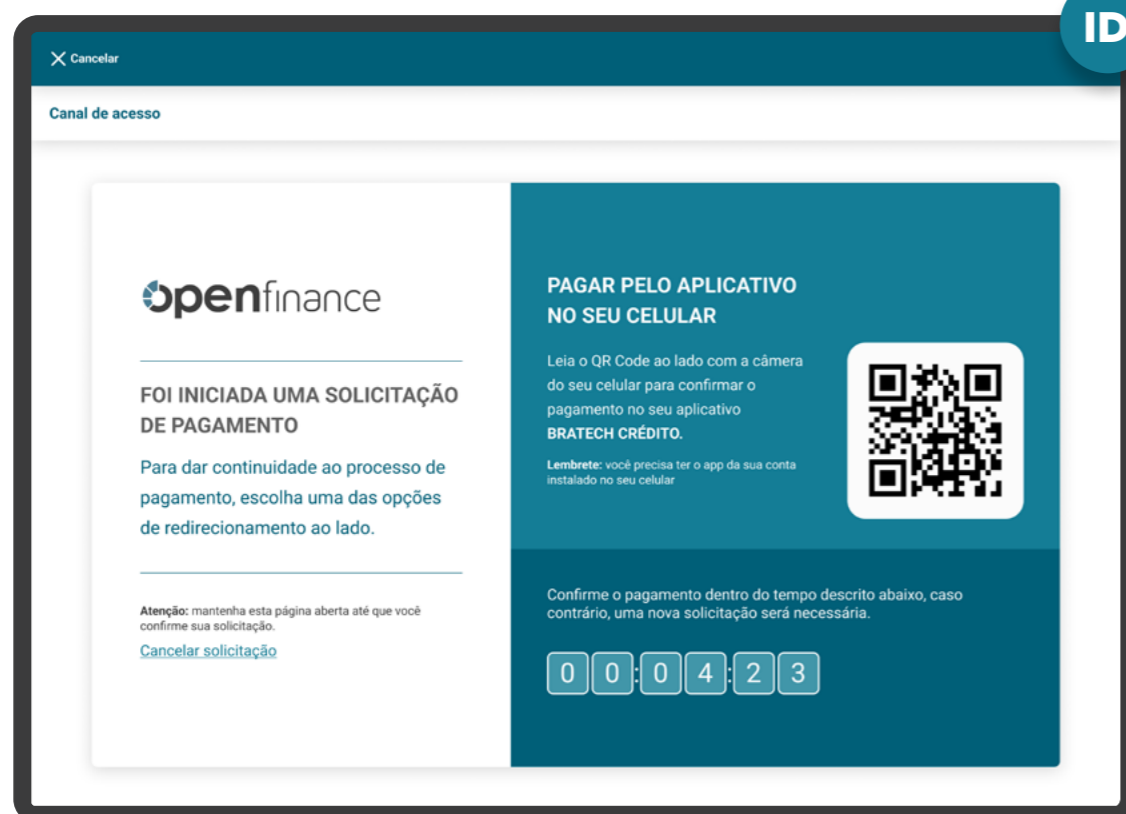 ID
Cancelar
Canal de acesso
openfinance
FOI INICIADA UMA SOLICITAÇÃO
DE PAGAMENTO
Para dar continuidade ao processo de
pagamento, escolha uma das opções
de redirecionamento ao lado.
Atenção: mantenha esta página aberta até que você
confirme sua solicitação.
Cancelar solicitação
PAGAR PELO APLICATIVO
NO SEU CELULAR
Leia o QR Code ao lado com a câmera
do seu celular para confirmar o
pagamento no seu aplicativo
BRATECH CRÉDITO.
Lembrete: você precisa ter o app da sua conta
instalado no seu celular
Confirme o pagamento dentro do tempo descrito abaixo, caso
contrário, uma nova solicitação será necessária.
00:04:23